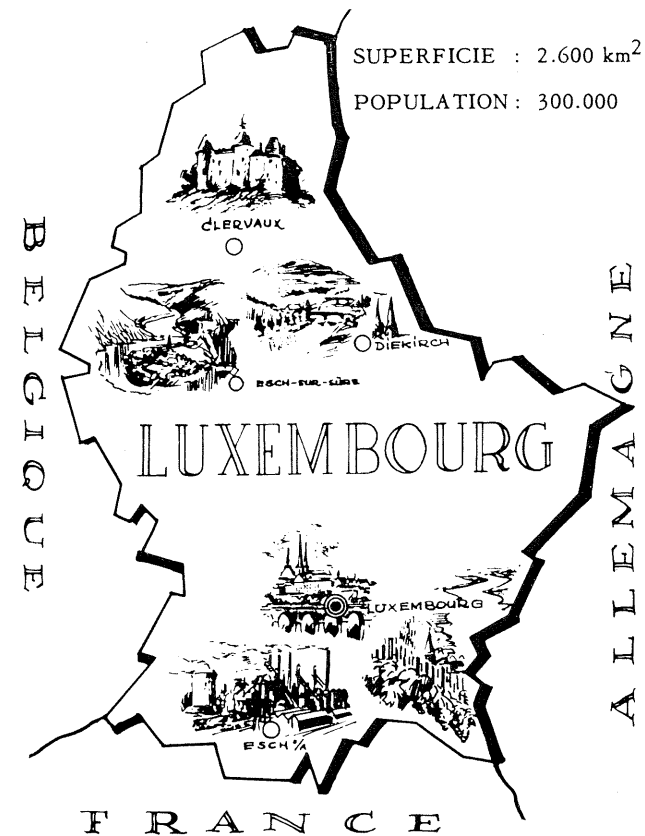 SUPERFICIE : 2.600 km²
POPULATION : 300.000
CLERVAUX
DIEKIRCH
ESCH-SUR-SÛRE
LUXEMBOURG
LUXEMBOURG
ESCH s/A
BELGIQUE
ALLEMAGNE
FRANCE